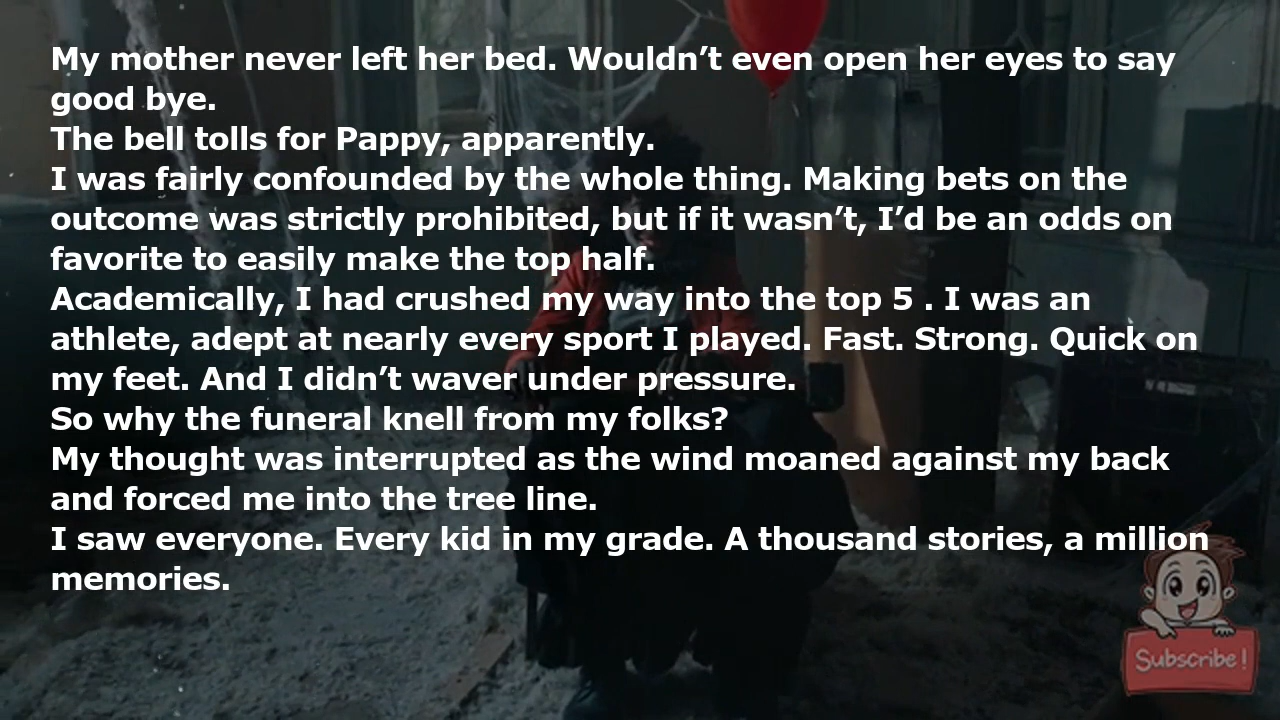 My mother never left her bed. Wouldn’t even open her eyes to say
good bye.
The bell tolls for Pappy, apparently.
I was fairly confounded by the whole thing. Making bets on the
outcome was strictly prohibited, but if it wasn’t, I’d be an odds on
favorite to easily make the top half.
Academically, I had crushed my way into the top 5 . I was an
athlete, adept at nearly every sport I played. Fast. Strong. Quick on
my feet. And I didn’t waver under pressure.
So why the funeral knell from my folks?
My thought was interrupted as the wind moaned against my back
and forced me into the tree line.
I saw everyone. Every kid in my grade. A thousand stories, a million
memories.
Subscribe!